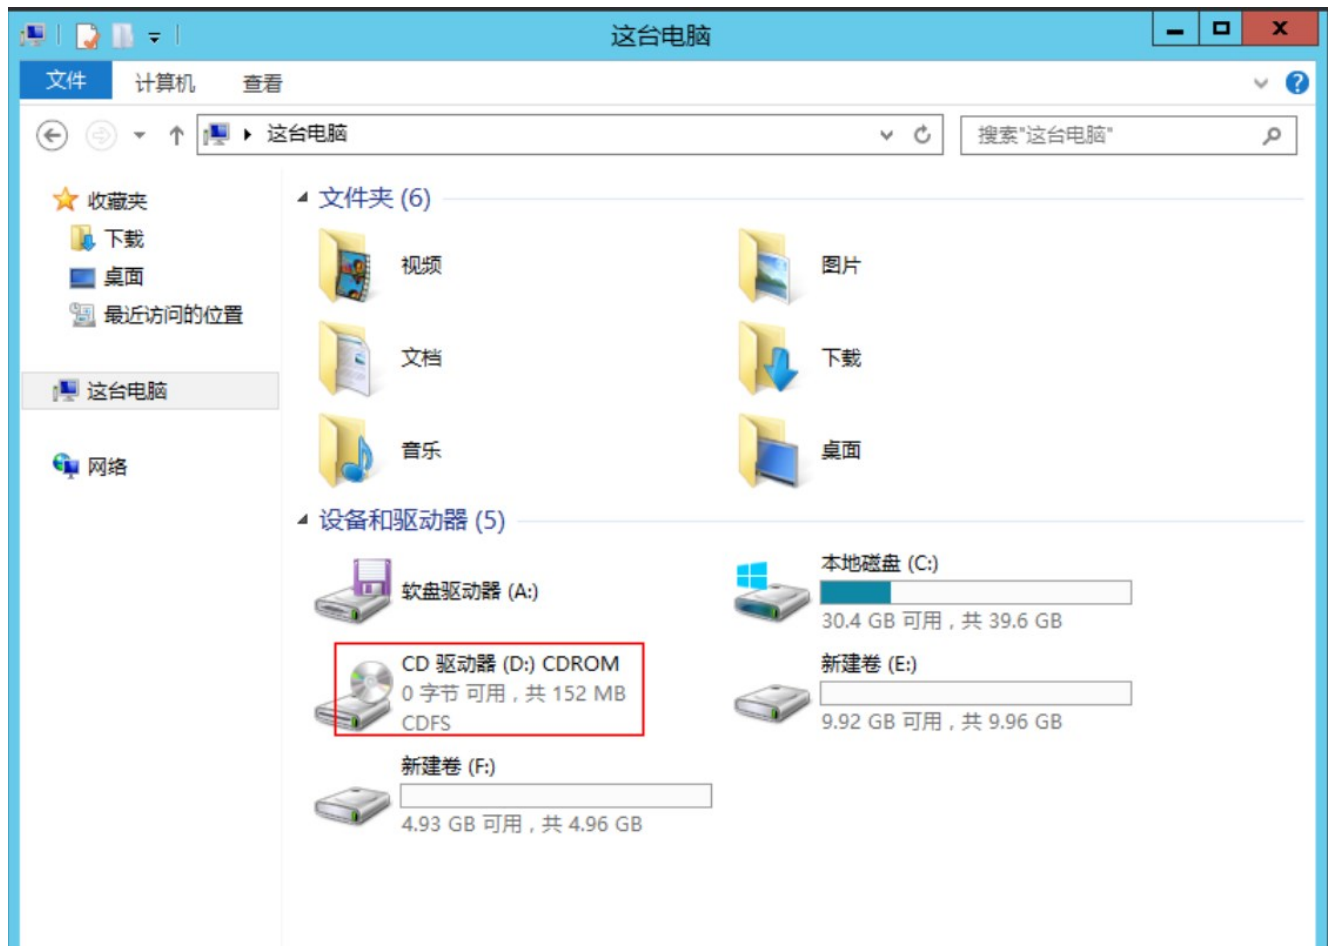 这台电脑
文件 计算机 查看
这台电脑 搜索"这台电脑"
收藏夹
下载
桌面
最近访问的位置
这台电脑
网络
文件夹 (6)
视频 图片
文档 下载
音乐 桌面
设备和驱动器 (5)
软盘驱动器 (A:)
本地磁盘 (C:)
30.4 GB 可用，共 39.6 GB
CD 驱动器 (D:) CDROM
0 字节 可用，共 152 MB
CDFS
新建卷 (E:)
9.92 GB 可用，共 9.96 GB
新建卷 (F:)
4.93 GB 可用，共 4.96 GB